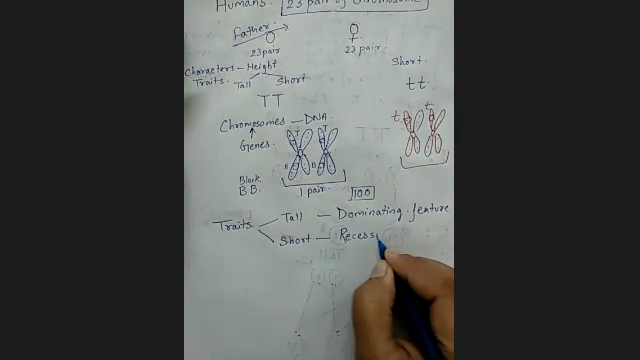 Humans: 23 pair of Chromosome
Father
23 pair
23 pair
Characters - Height
Traits - Tall Short
Short
TT
tt
Chromosomes - DNA
Genes
T T
t t
B B
Black
BB.
1 pair
100
Traits
Tall - Dominating feature
Short - Recess